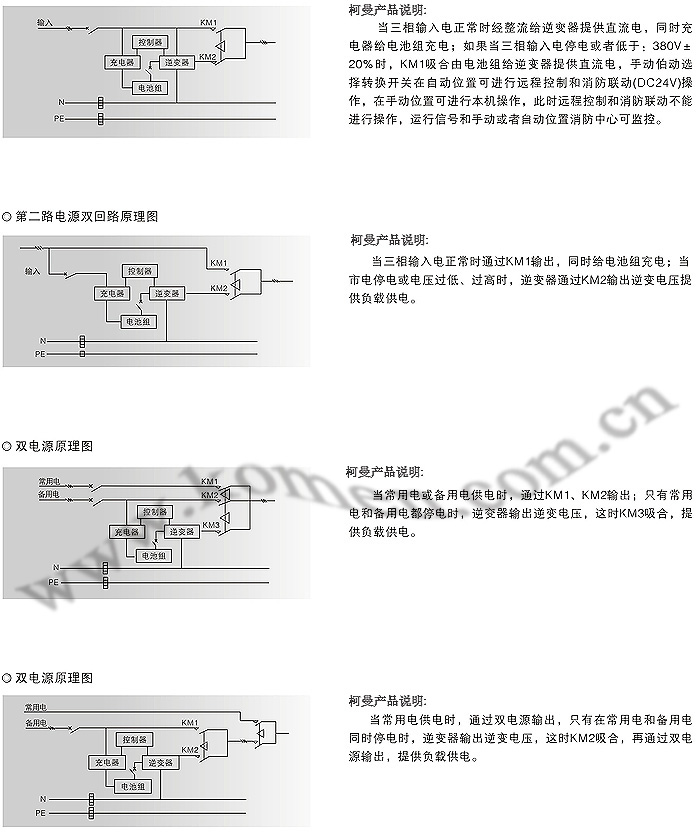 输入
KM1
控制器
KM2
充电器
逆变器
电池组
N
PE
柯曼产品说明:
当三相输入电正常时经整流给逆变器提供直流电，同时充
电器给电池组充电；如果当三相输入电停电或者低于：380V±
20%时，KM1吸合由电池组给逆变器提供直流电，手动怕动选
择转换开关在自动位置可进行远程控制和消防联动(DC24V)操
作，在手动位置可进行本机操作，此时远程控制和消防联动不能
进行操作，运行信号和手动或者自动位置消防中心可监控。
第二路电源双回路原理图
输入
KM1
控制器
充电器
逆变器
KM2
电池组
N
PE
柯曼产品说明:
当三相输入电正常时通过KM1输出，同时给电池组充电；当
市电停电或电压过低、过高时，逆变器通过KM2输出逆变电压提
供负载供电。
双电源原理图
常用电
KM1
备用电
KM2
控制器
充电器
逆变器
KM3
电池组
N
PE
柯曼产品说明:
当常用电或备用电供电时，通过KM1、KM2输出；只有常用
电和备用电都停电时，逆变器输出逆变电压，这时KM3吸合，提
供负载供电。
双电源原理图
常用电
备用电
KM1
控制器
KM2
充电器
逆变器
电池组
N
PE
柯曼产品说明:
当常用电供电时，通过双电源输出，只有在常用电和备用电
同时停电时，逆变器输出逆变电压，这时KM2吸合，再通过双电
源输出，提供负载供电。
www.koman.com.cn